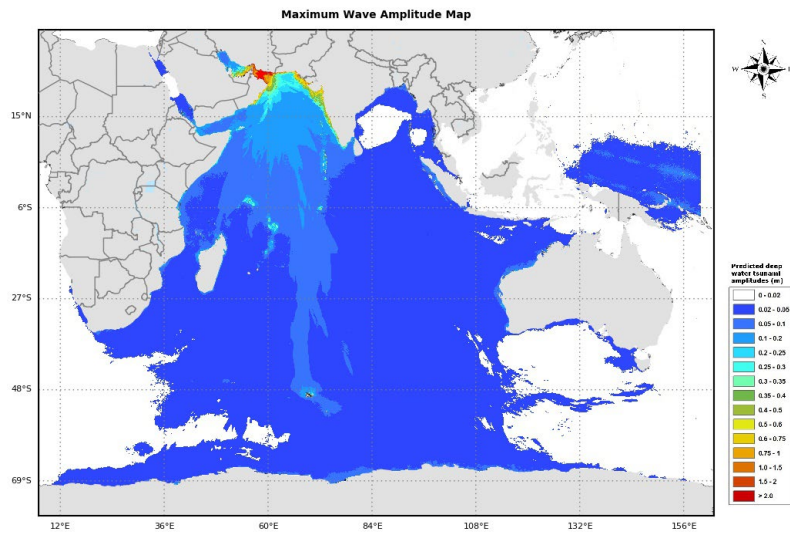 Maximum Wave Amplitude Map
N
W
E
S
15°N
6°S
27°S
48°S
69°S
12°E 36°E 60°E 84°E 108°E 132°E 156°E
Predicted deep
water tsunami
amplitudes (m)
0 - 0.02
0.02 - 0.05
0.05 - 0.1
0.1 - 0.2
0.2 - 0.25
0.25 - 0.3
0.3 - 0.35
0.35 - 0.4
0.4 - 0.5
0.5 - 0.6
0.6 - 0.75
0.75 - 1
1.0 - 1.5
1.5 - 2
> 2.0